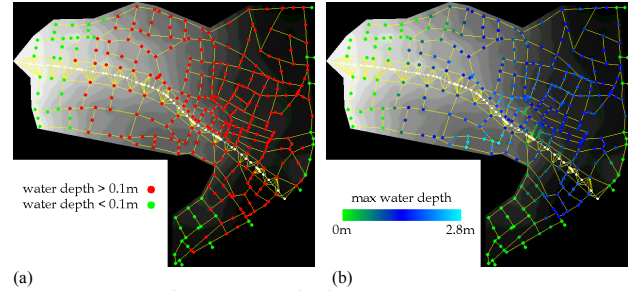 water depth > 0.1m
water depth < 0.1m
max water depth
0m 2.8m
(a) (b)